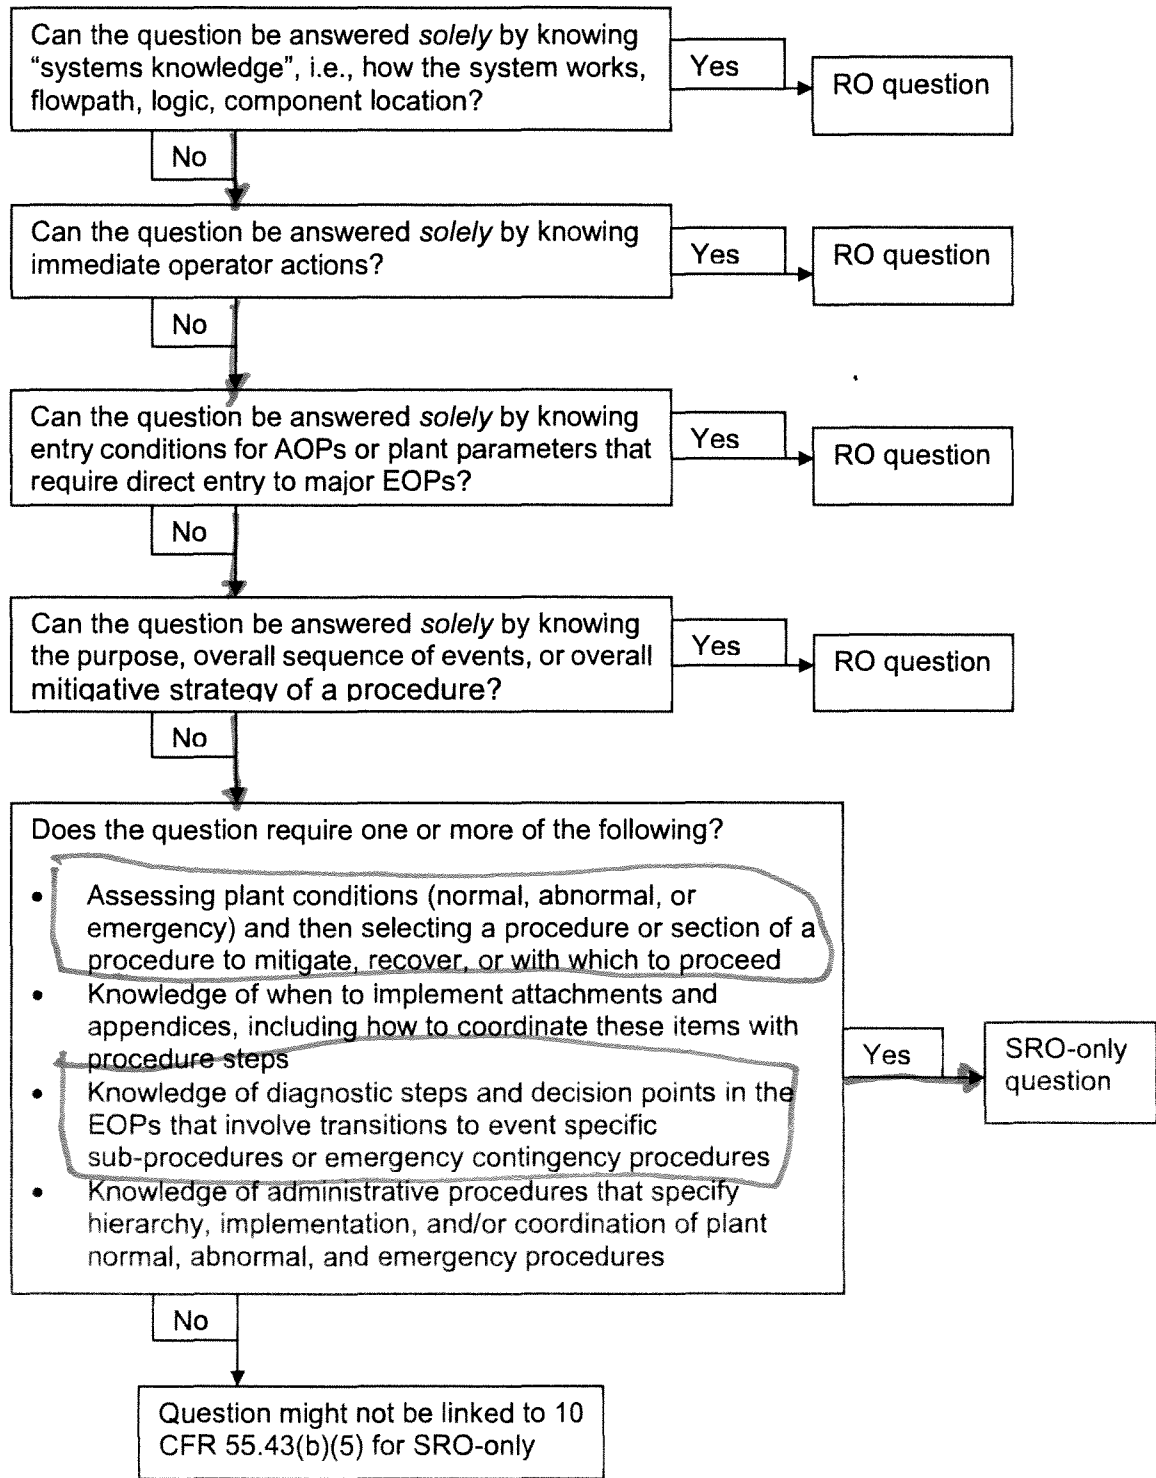 Can the question be answered solely by knowing
“systems knowledge”, i.e., how the system works,
flowpath, logic, component location?
Yes
RO question
No
Can the question be answered solely by knowing
immediate operator actions?
Yes
RO question
No
Can the question be answered solely by knowing
entry conditions for AOPs or plant parameters that
require direct entry to major EOPs?
Yes
RO question
No
Can the question be answered solely by knowing
the purpose, overall sequence of events, or overall
mitigative strategy of a procedure?
Yes
RO question
No
Does the question require one or more of the following?
• Assessing plant conditions (normal, abnormal, or
emergency) and then selecting a procedure or section of a
procedure to mitigate, recover, or with which to proceed
• Knowledge of when to implement attachments and
appendices, including how to coordinate these items with
procedure steps
• Knowledge of diagnostic steps and decision points in the
EOPs that involve transitions to event specific
sub-procedures or emergency contingency procedures
• Knowledge of administrative procedures that specify
hierarchy, implementation, and/or coordination of plant
normal, abnormal, and emergency procedures
Yes
SRO-only
question
No
Question might not be linked to 10
CFR 55.43(b)(5) for SRO-only